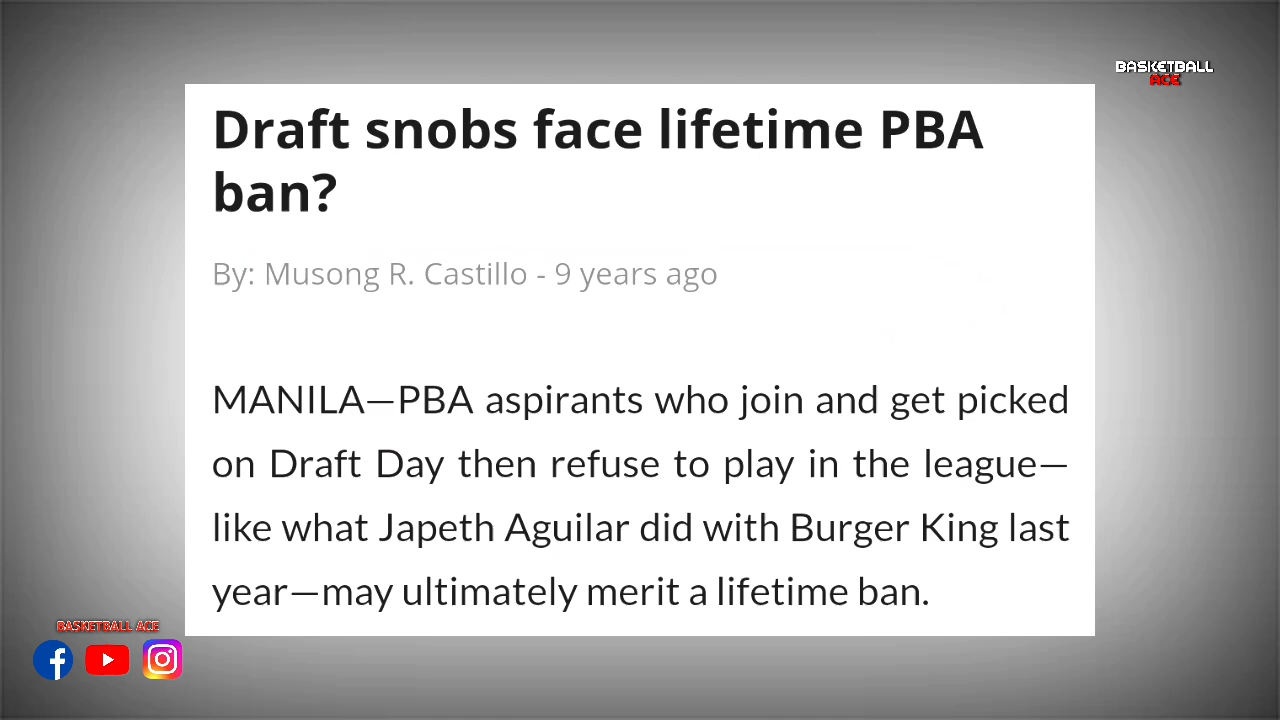 BASKETBALL
ACE
Draft snobs face lifetime PBA
ban?
By: Musong R. Castillo - 9 years ago
MANILA—PBA aspirants who join and get picked
on Draft Day then refuse to play in the league—
like what Japeth Aguilar did with Burger King last
year—may ultimately merit a lifetime ban.
BASKETBALL ACE